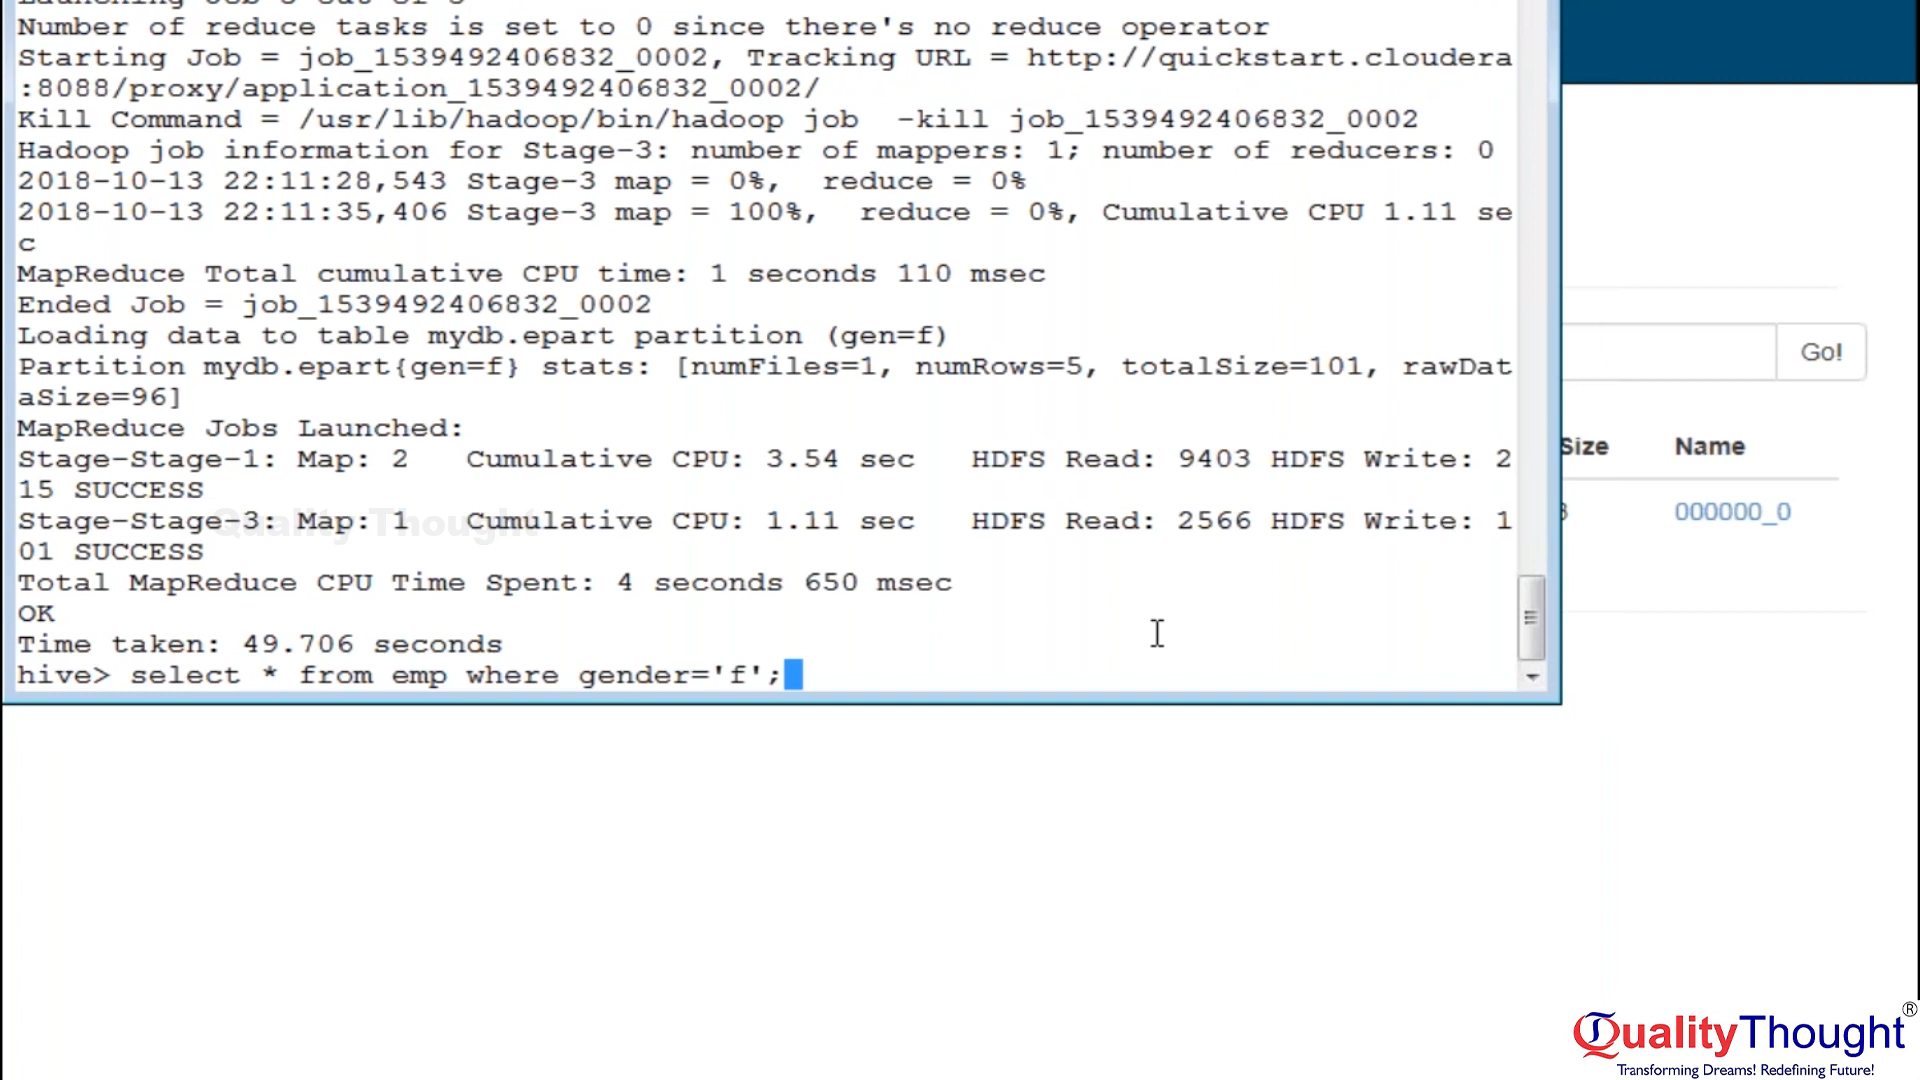 Launching Job 3 out of 3
Number of reduce tasks is set to 0 since there's no reduce operator
Starting Job = job_1539492406832_0002, Tracking URL = http://quickstart.cloudera
:8088/proxy/application_1539492406832_0002/
Kill Command = /usr/lib/hadoop/bin/hadoop job  -kill job_1539492406832_0002
Hadoop job information for Stage-3: number of mappers: 1; number of reducers: 0
2018-10-13 22:11:28,543 Stage-3 map = 0%,  reduce = 0%
2018-10-13 22:11:35,406 Stage-3 map = 100%,  reduce = 0%, Cumulative CPU 1.11 se
c
MapReduce Total cumulative CPU time: 1 seconds 110 msec
Ended Job = job_1539492406832_0002
Loading data to table mydb.epart partition (gen=f)
Partition mydb.epart{gen=f} stats: [numFiles=1, numRows=5, totalSize=101, rawDat
aSize=96]
MapReduce Jobs Launched:
Stage-Stage-1: Map: 2   Cumulative CPU: 3.54 sec   HDFS Read: 9403 HDFS Write: 2
15 SUCCESS
Stage-Stage-3: Map: 1   Cumulative CPU: 1.11 sec   HDFS Read: 2566 HDFS Write: 1
01 SUCCESS
Total MapReduce CPU Time Spent: 4 seconds 650 msec
OK
Time taken: 49.706 seconds
hive> select * from emp where gender='f';
Quality Thought
Go!
Size Name
000000_0
QualityThought®
Transforming Dreams! Redefining Future!